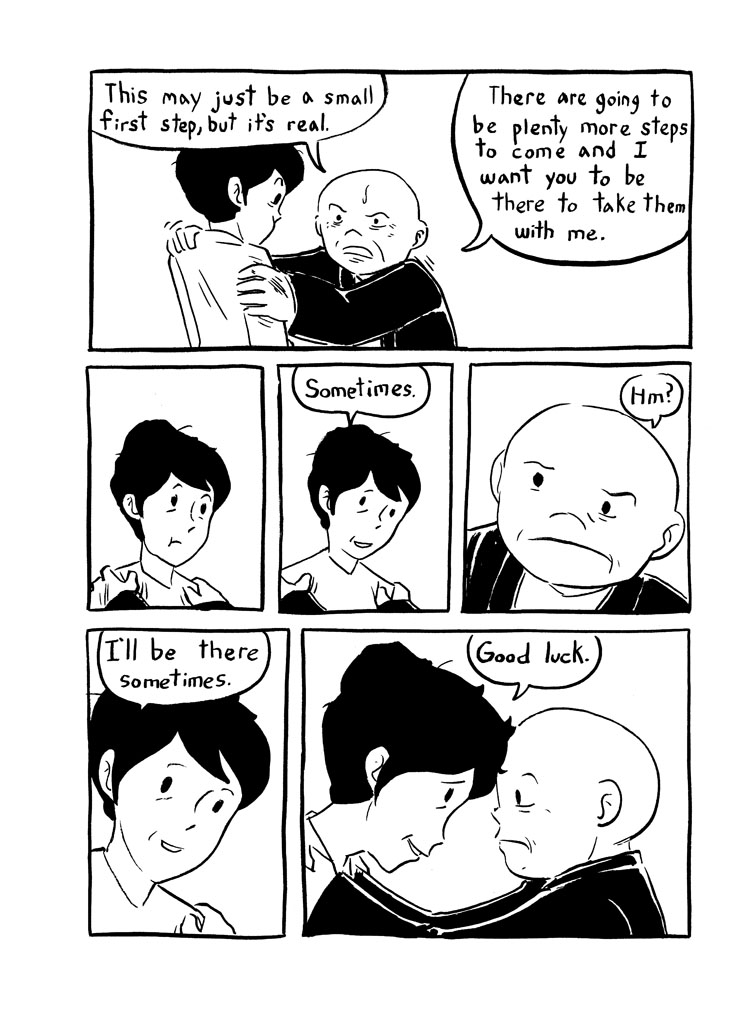 This may just be a small
first step, but it's real.
There are going to
be plenty more steps
to come and I
want you to be
there to take them
with me.
Sometimes.
Hm?
I'll be there
sometimes.
Good luck.